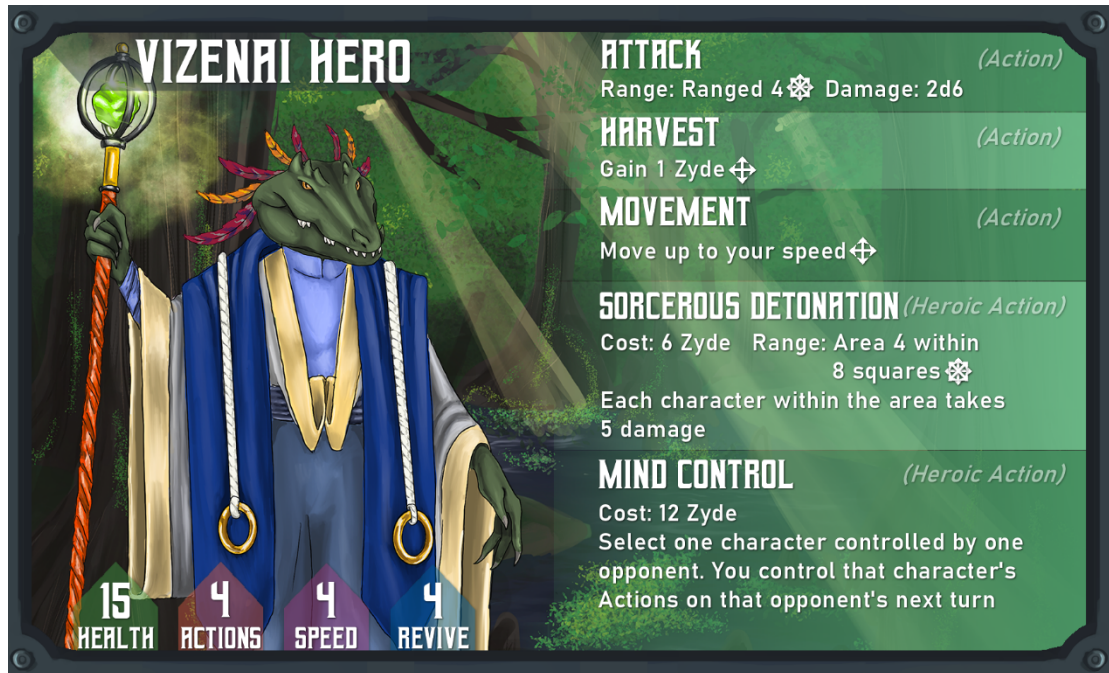 VIZENAI HERO
ATTACK (Action)
Range: Ranged 4 Damage: 2d6
HARVEST (Action)
Gain 1 Zyde
MOVEMENT (Action)
Move up to your speed
SORCEROUS DETONATION (Heroic Action)
Cost: 6 Zyde Range: Area 4 within
8 squares
Each character within the area takes
5 damage
MIND CONTROL (Heroic Action)
Cost: 12 Zyde
Select one character controlled by one
opponent. You control that character's
Actions on that opponent's next turn
15 4 4 4
HEALTH ACTIONS SPEED REVIVE